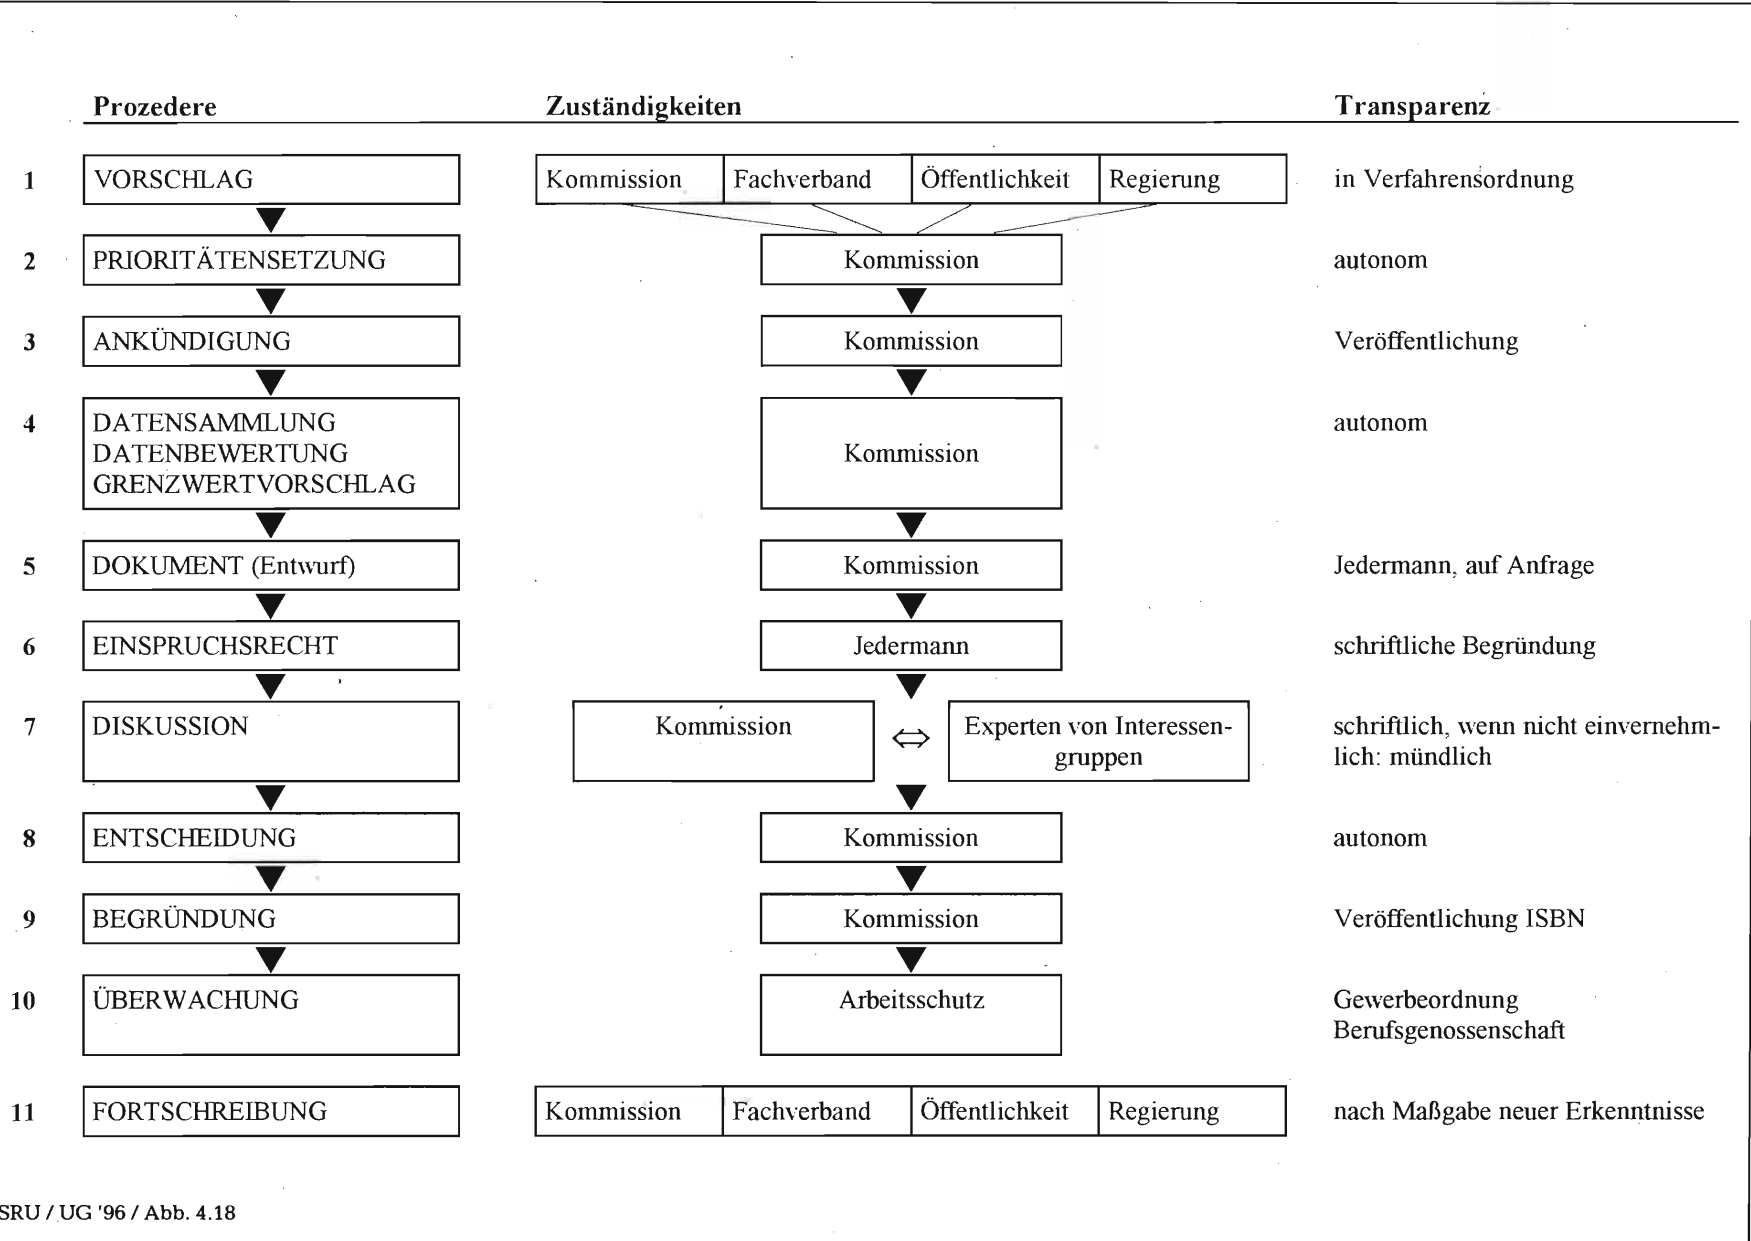 Prozedere Zuständigkeiten Transparenz
1 VORSCHLAG Kommission Fachverband Öffentlichkeit Regierung in Verfahrensordnung
2 PRIORITÄTENSETZUNG Kommission autonom
3 ANKÜNDIGUNG Kommission Veröffentlichung
4 DATENSAMMLUNG autonom
DATENBEWERTUNG Kommission
GRENZWERTVORSCHLAG
5 DOKUMENT (Entwurf) Kommission Jedermann, auf Anfrage
6 EINSPRUCHSRECHT Jedermann schriftliche Begründung
7 DISKUSSION Kommission Experten von Interessen- schriftlich, wenn nicht einvernehm-
gruppen lich: mündlich
8 ENTSCHEIDUNG Kommission autonom
9 BEGRÜNDUNG Kommission Veröffentlichung ISBN
10 ÜBERWACHUNG Arbeitsschutz Gewerbeordnung
Berufsgenossenschaft
11 FORTSCHREIBUNG Kommission Fachverband Öffentlichkeit Regierung nach Maßgabe neuer Erkenntnisse
SRU / UG '96 / Abb. 4.18